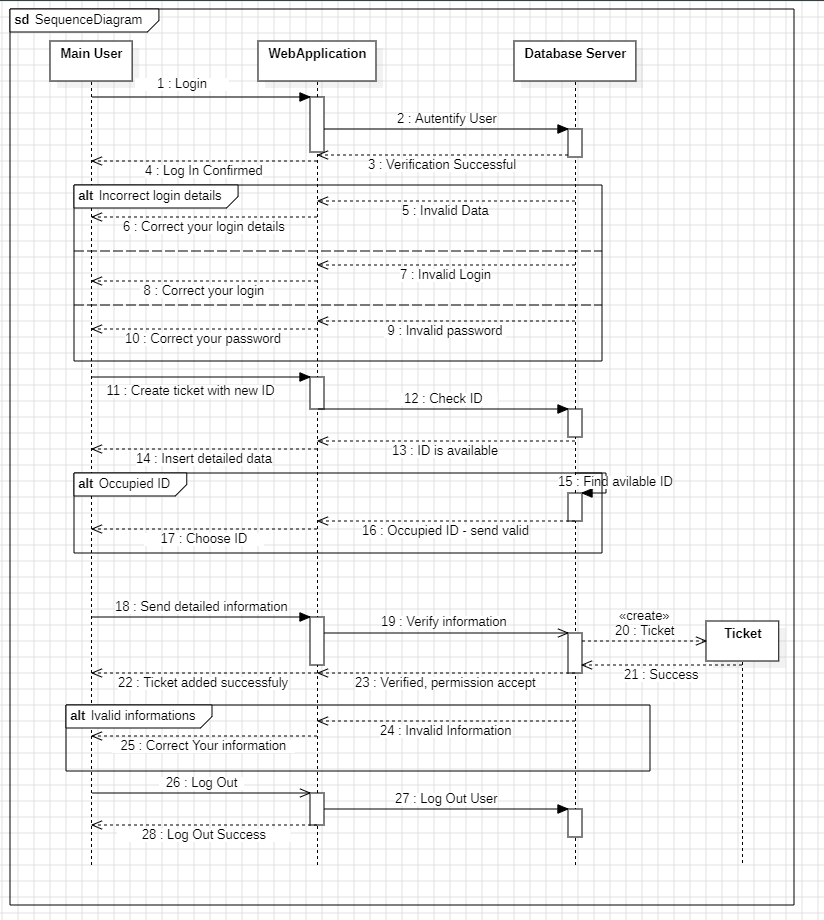 sd SequenceDiagram
Main User
WebApplication
Database Server
1 : Login
2 : Autentify User
3 : Verification Successful
4 : Log In Confirmed
alt Incorrect login details
5 : Invalid Data
6 : Correct your login details
7 : Invalid Login
8 : Correct your login
9 : Invalid password
10 : Correct your password
11 : Create ticket with new ID
12 : Check ID
13 : ID is available
14 : Insert detailed data
alt Occupied ID
15 : Find avilable ID
16 : Occupied ID - send valid
17 : Choose ID
18 : Send detailed information
19 : Verify information
«create»
20 : Ticket
Ticket
21 : Success
22 : Ticket added successfuly
23 : Verified, permission accept
alt Ivalid informations
24 : Invalid Information
25 : Correct Your information
26 : Log Out
27 : Log Out User
28 : Log Out Success